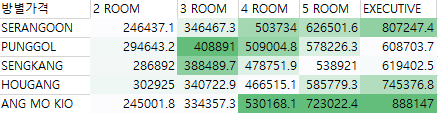 방별가격 2 ROOM 3 ROOM 4 ROOM 5 ROOM EXECUTIVE
SERANGOON 246437.1 346467.3 503734 626501.6 807247.4
PUNGGOL 294643.2 408891 509004.8 578226.3 608703.7
SENGKANG 286892 388489.7 478751.9 538921 619402.5
HOUGANG 302925 340722.9 466515.1 585779.3 745376.8
ANG MO KIO 245001.8 334357.3 530168.1 723022.4 888147